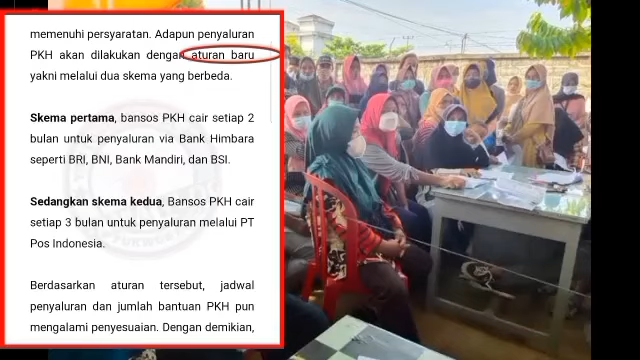 memenuhi persyaratan. Adapun penyaluran
PKH akan dilakukan dengan aturan baru
yakni melalui dua skema yang berbeda.
Skema pertama, bansos PKH cair setiap 2
bulan untuk penyaluran via Bank Himbara
seperti BRI, BNI, Bank Mandiri, dan BSI.
Sedangkan skema kedua, Bansos PKH cair
setiap 3 bulan untuk penyaluran melalui PT
Pos Indonesia.
Berdasarkan aturan tersebut, jadwal
penyaluran dan jumlah bantuan PKH pun
mengalami penyesuaian. Dengan demikian,